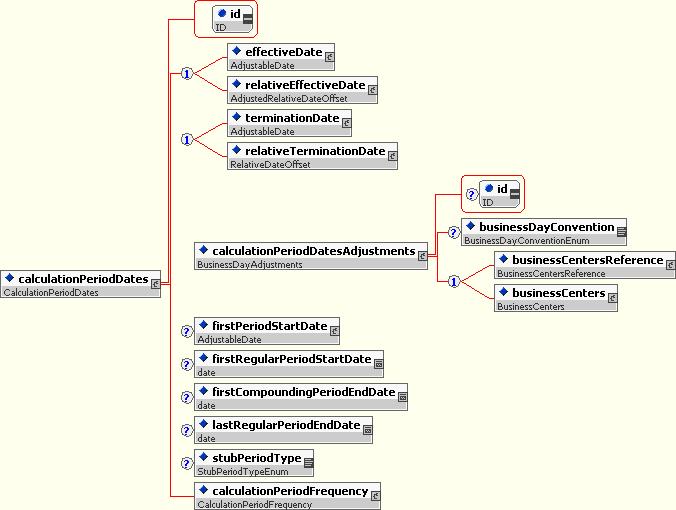 id
ID
effectiveDate
AdjustableDate
1
relativeEffectiveDate
AdjustedRelativeDateOffset
terminationDate
AdjustableDate
1
relativeTerminationDate
RelativeDateOffset
? id
ID
? businessDayConvention
BusinessDayConventionEnum
calculationPeriodDatesAdjustments
BusinessDayAdjustments
businessCentersReference
BusinessCentersReference
1
businessCenters
BusinessCenters
calculationPeriodDates
CalculationPeriodDates
? firstPeriodStartDate
AdjustableDate
? firstRegularPeriodStartDate
date
? firstCompoundingPeriodEndDate
date
? lastRegularPeriodEndDate
date
? stubPeriodType
StubPeriodTypeEnum
calculationPeriodFrequency
CalculationPeriodFrequency